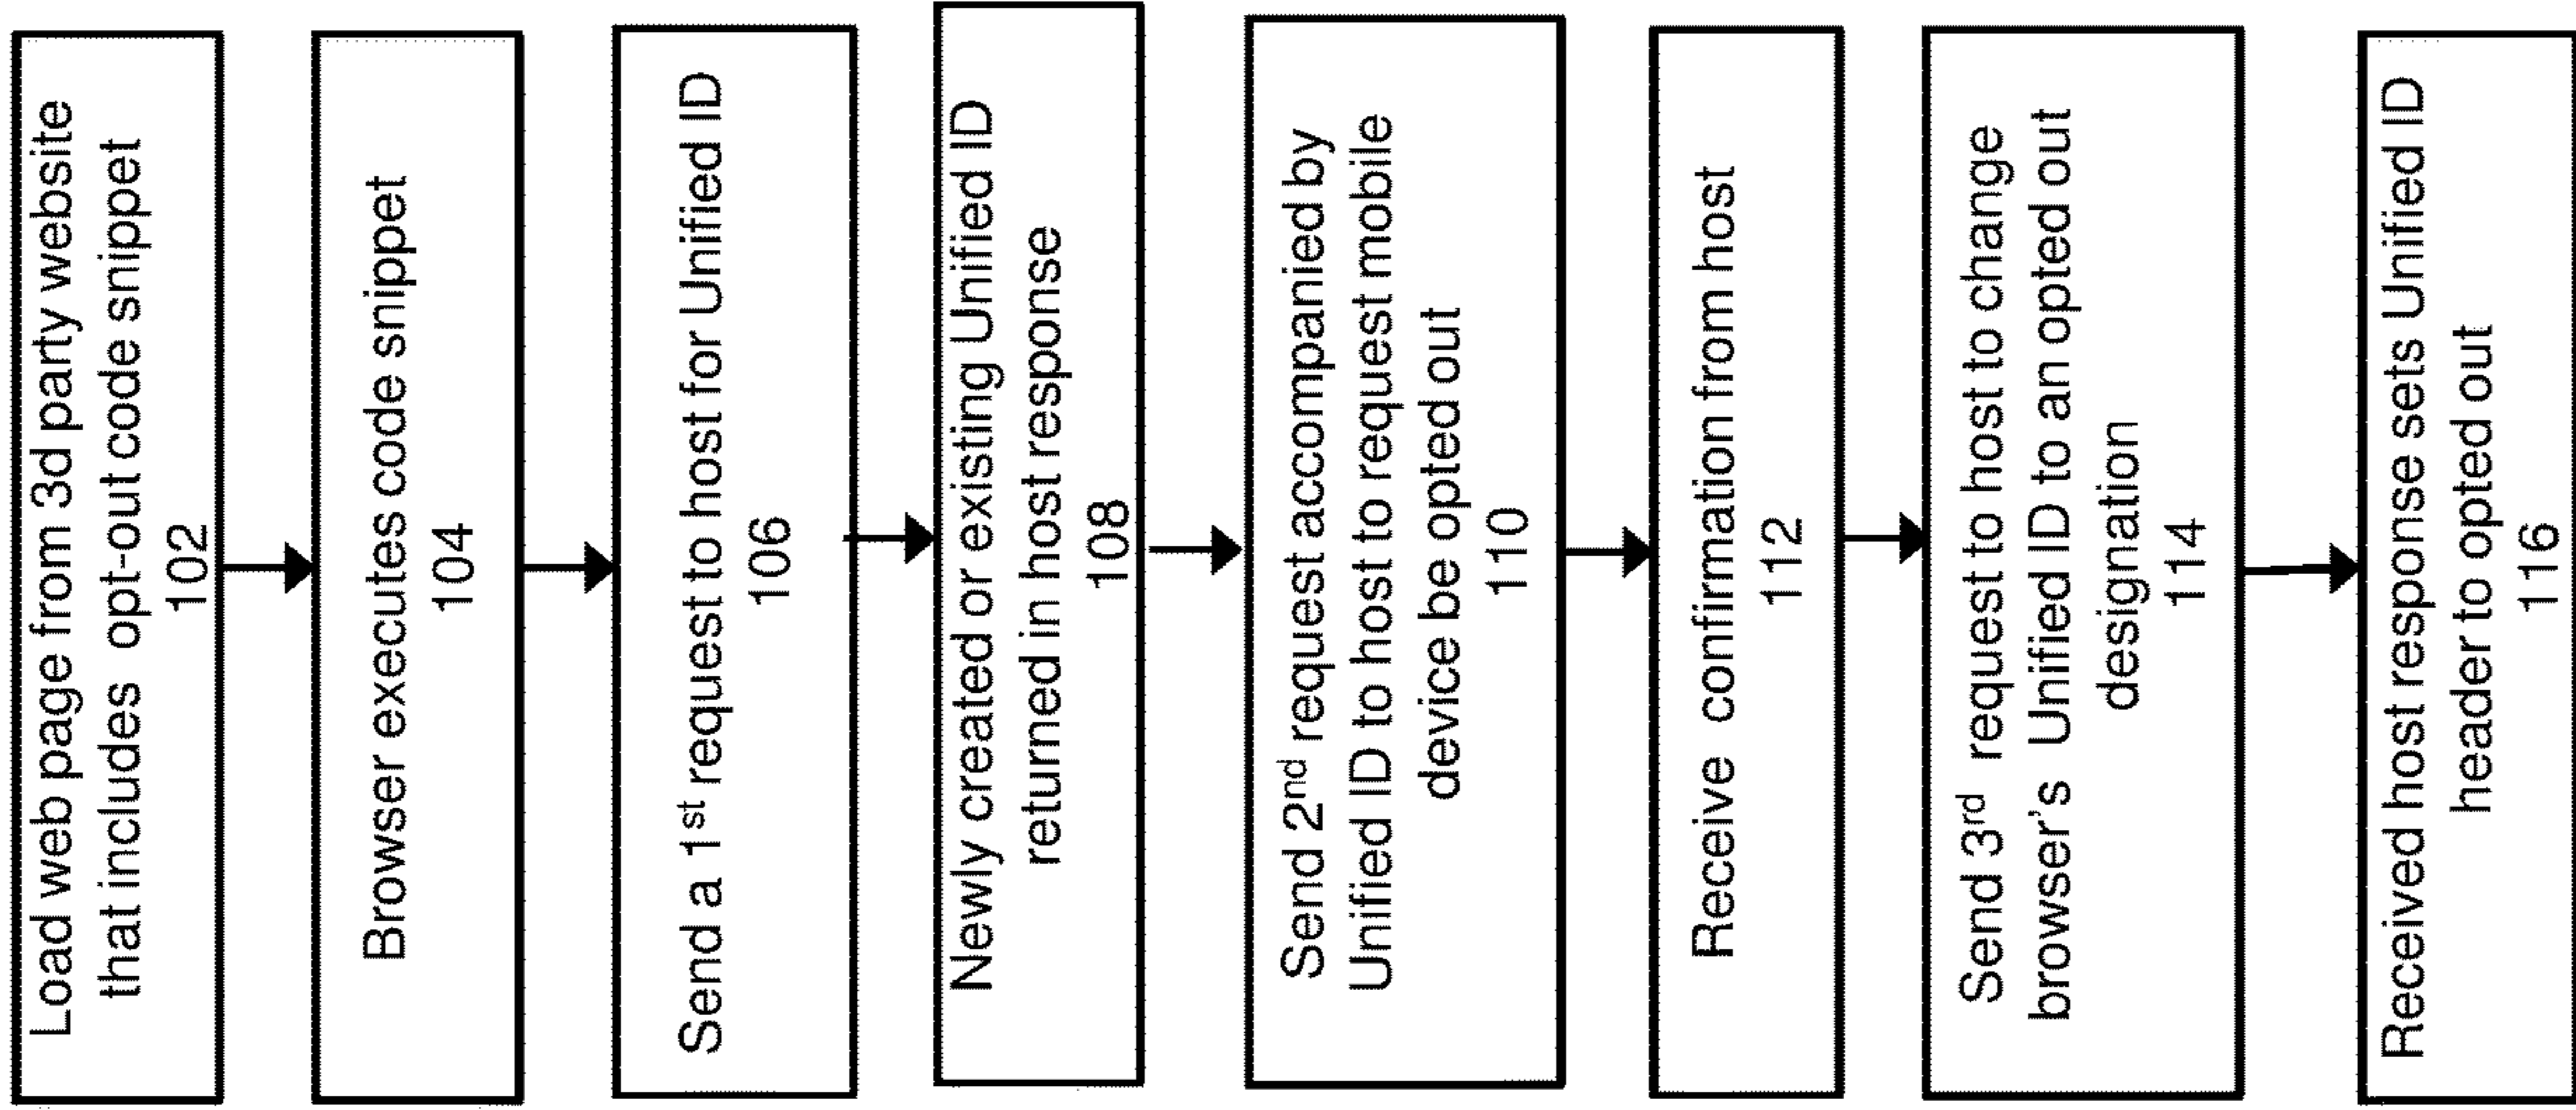 Load web page from 3d party website
that includes opt-out code snippet
102
Browser executes code snippet
104
Send a 1st request to host for Unified ID
106
Newly created or existing Unified ID
returned in host response
108
Send 2nd request accompanied by
Unified ID to host to request mobile
device be opted out
110
Receive confirmation from host
112
Send 3rd request to host to change
browser's Unified ID to an opted out
designation
114
Received host response sets Unified ID
header to opted out
116